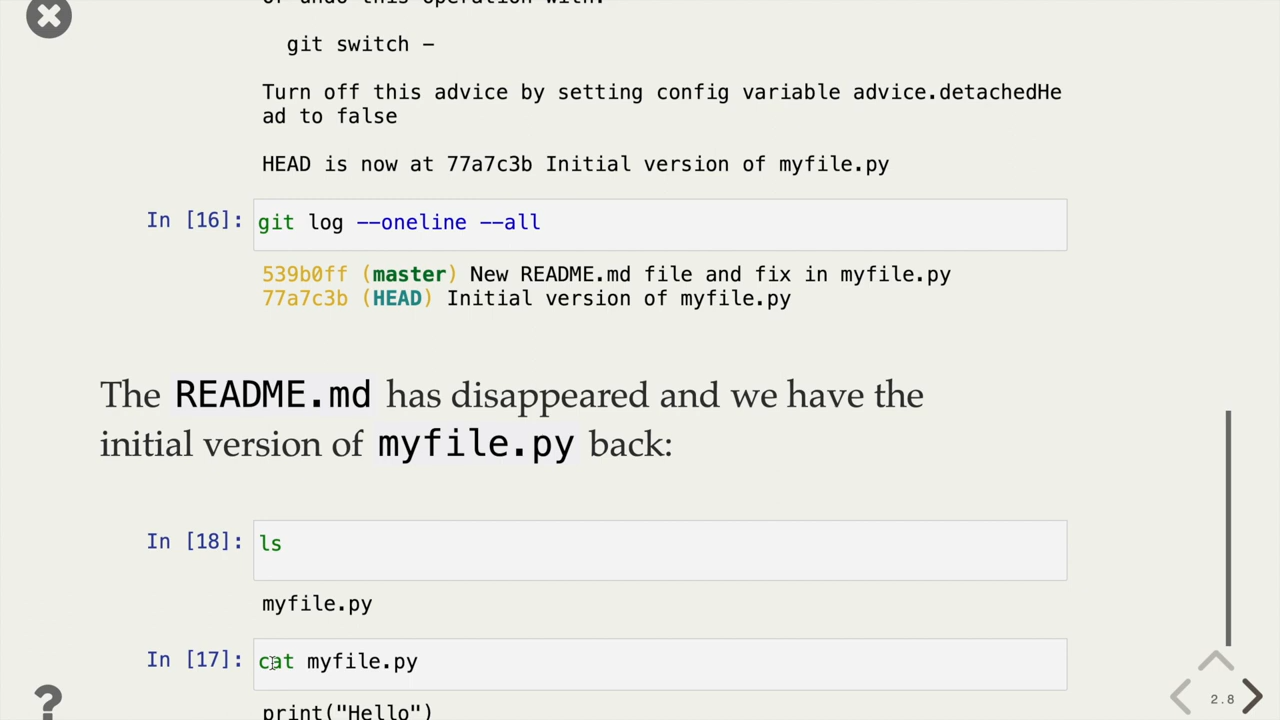 or undo this operation with:
git switch -
Turn off this advice by setting config variable advice.detachedHe
ad to false
HEAD is now at 77a7c3b Initial version of myfile.py
In [16]: git log --oneline --all
539b0ff (master) New README.md file and fix in myfile.py
77a7c3b (HEAD) Initial version of myfile.py
The README.md has disappeared and we have the
initial version of myfile.py back:
In [18]: ls
myfile.py
In [17]: cat myfile.py
print("Hello")
?
2.8